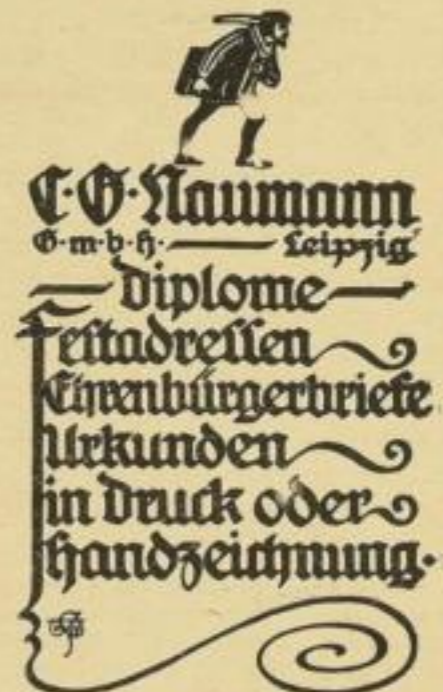 C·G·Naumann
G·m·b·H· Leipzig
Diplome
Festadressen
Ehrenbürgerbriefe
Urkunden
in Druck oder
Handzeichnung.